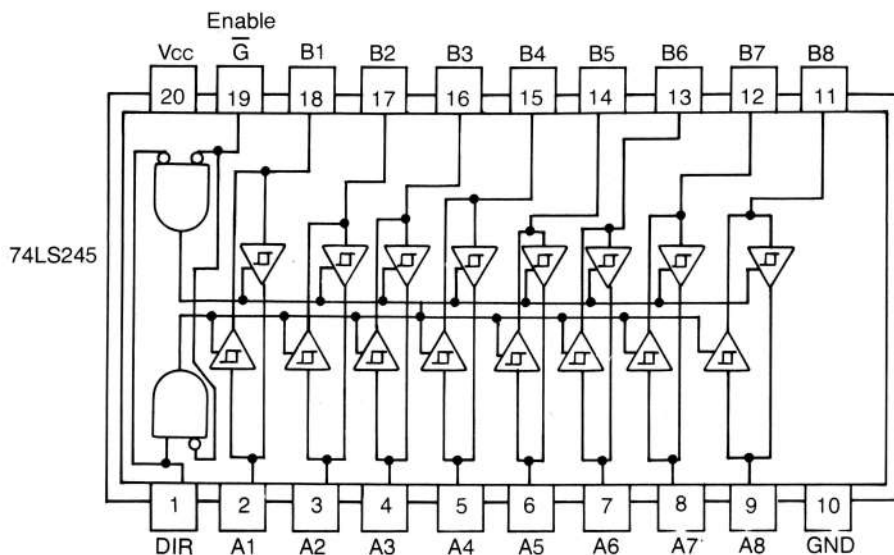 Enable
Vcc G B1 B2 B3 B4 B5 B6 B7 B8
20 19 18 17 16 15 14 13 12 11
74LS245
1 2 3 4 5 6 7 8 9 10
DIR A1 A2 A3 A4 A5 A6 A7 A8 GND